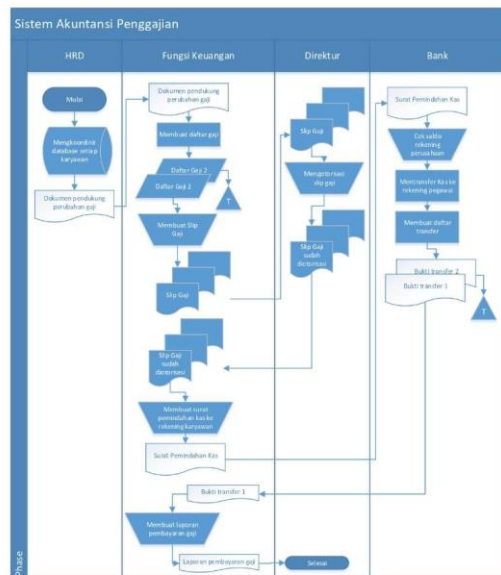 Sistem Akuntansi Penggajian
HRD
Fungsi Keuangan
Direktur
Bank
Mulai
Mengkoordinir
database setiap
karyawan
Dokumen pendukung
perubahan gaji
Dokumen pendukung
perubahan gaji
Membuat daftar gaji
Daftar Gaji 2
Daftar Gaji 2
T
Membuat Slip
Gaji
Slip Gaji
Slip Gaji
sudah
diotorisasi
Membuat surat
pemindahan kas ke
rekening karyawan
Surat Pemindahan Kas
Bukti transfer 1
Membuat laporan
pembayaran gaji
Laporan pembayaran gaji
Slip Gaji
Mengotorisasi
slip gaji
Slip Gaji
sudah
diotorisasi
Selesai
Surat Pemindahan Kas
Cek saldo
rekening
perusahaan
Mentransfer Kas ke
rekening pegawai
Membuat daftar
transfer
Bukti transfer 2
Bukti transfer 1
T
Phase